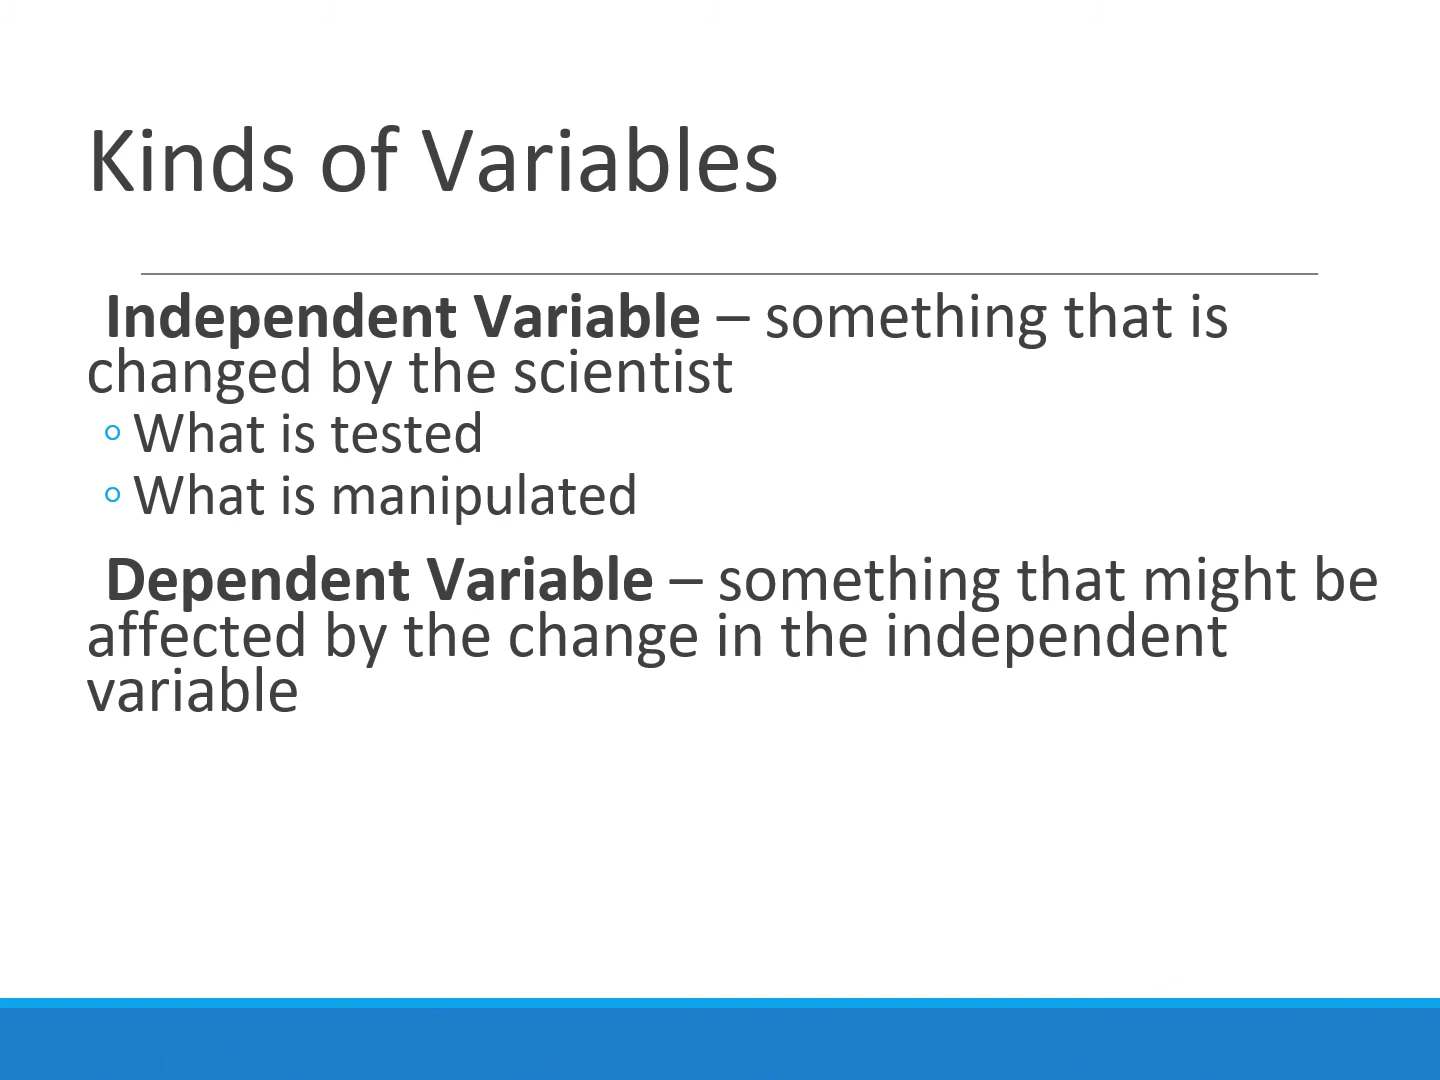 Kinds of Variables
Independent Variable – something that is
changed by the scientist
◦ What is tested
◦ What is manipulated
Dependent Variable – something that might be
affected by the change in the independent
variable